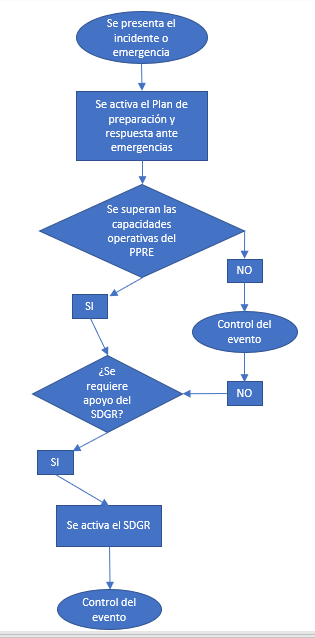 Se presenta el
incidente o
emergencia
Se activa el Plan de
preparación y
respuesta ante
emergencias
Se superan las
capacidades
operativas del
PPRE
NO
SI
Control del
evento
¿Se
requiere
apoyo del
SDGR?
NO
SI
Se activa el SDGR
Control del
evento